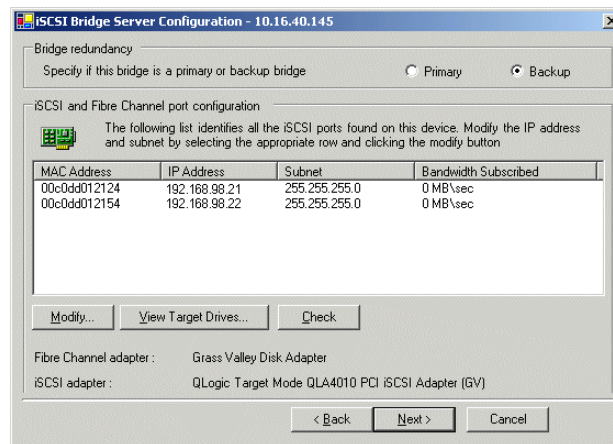 iSCSI Bridge Server Configuration - 10.16.40.145
Bridge redundancy
Specify if this bridge is a primary or backup bridge Primary Backup
iSCSI and Fibre Channel port configuration
The following list identifies all the iSCSI ports found on this device. Modify the IP address
and subnet by selecting the appropriate row and clicking the modify button
MAC Address IP Address Subnet Bandwidth Subscribed
00c0dd012124 192.168.98.21 255.255.255.0 0 MB\sec
00c0dd012154 192.168.98.22 255.255.255.0 0 MB\sec
Modify... View Target Drives... Check
Fibre Channel adapter : Grass Valley Disk Adapter
iSCSI adapter : QLogic Target Mode QLA4010 PCI iSCSI Adapter (GV)
< Back Next > Cancel